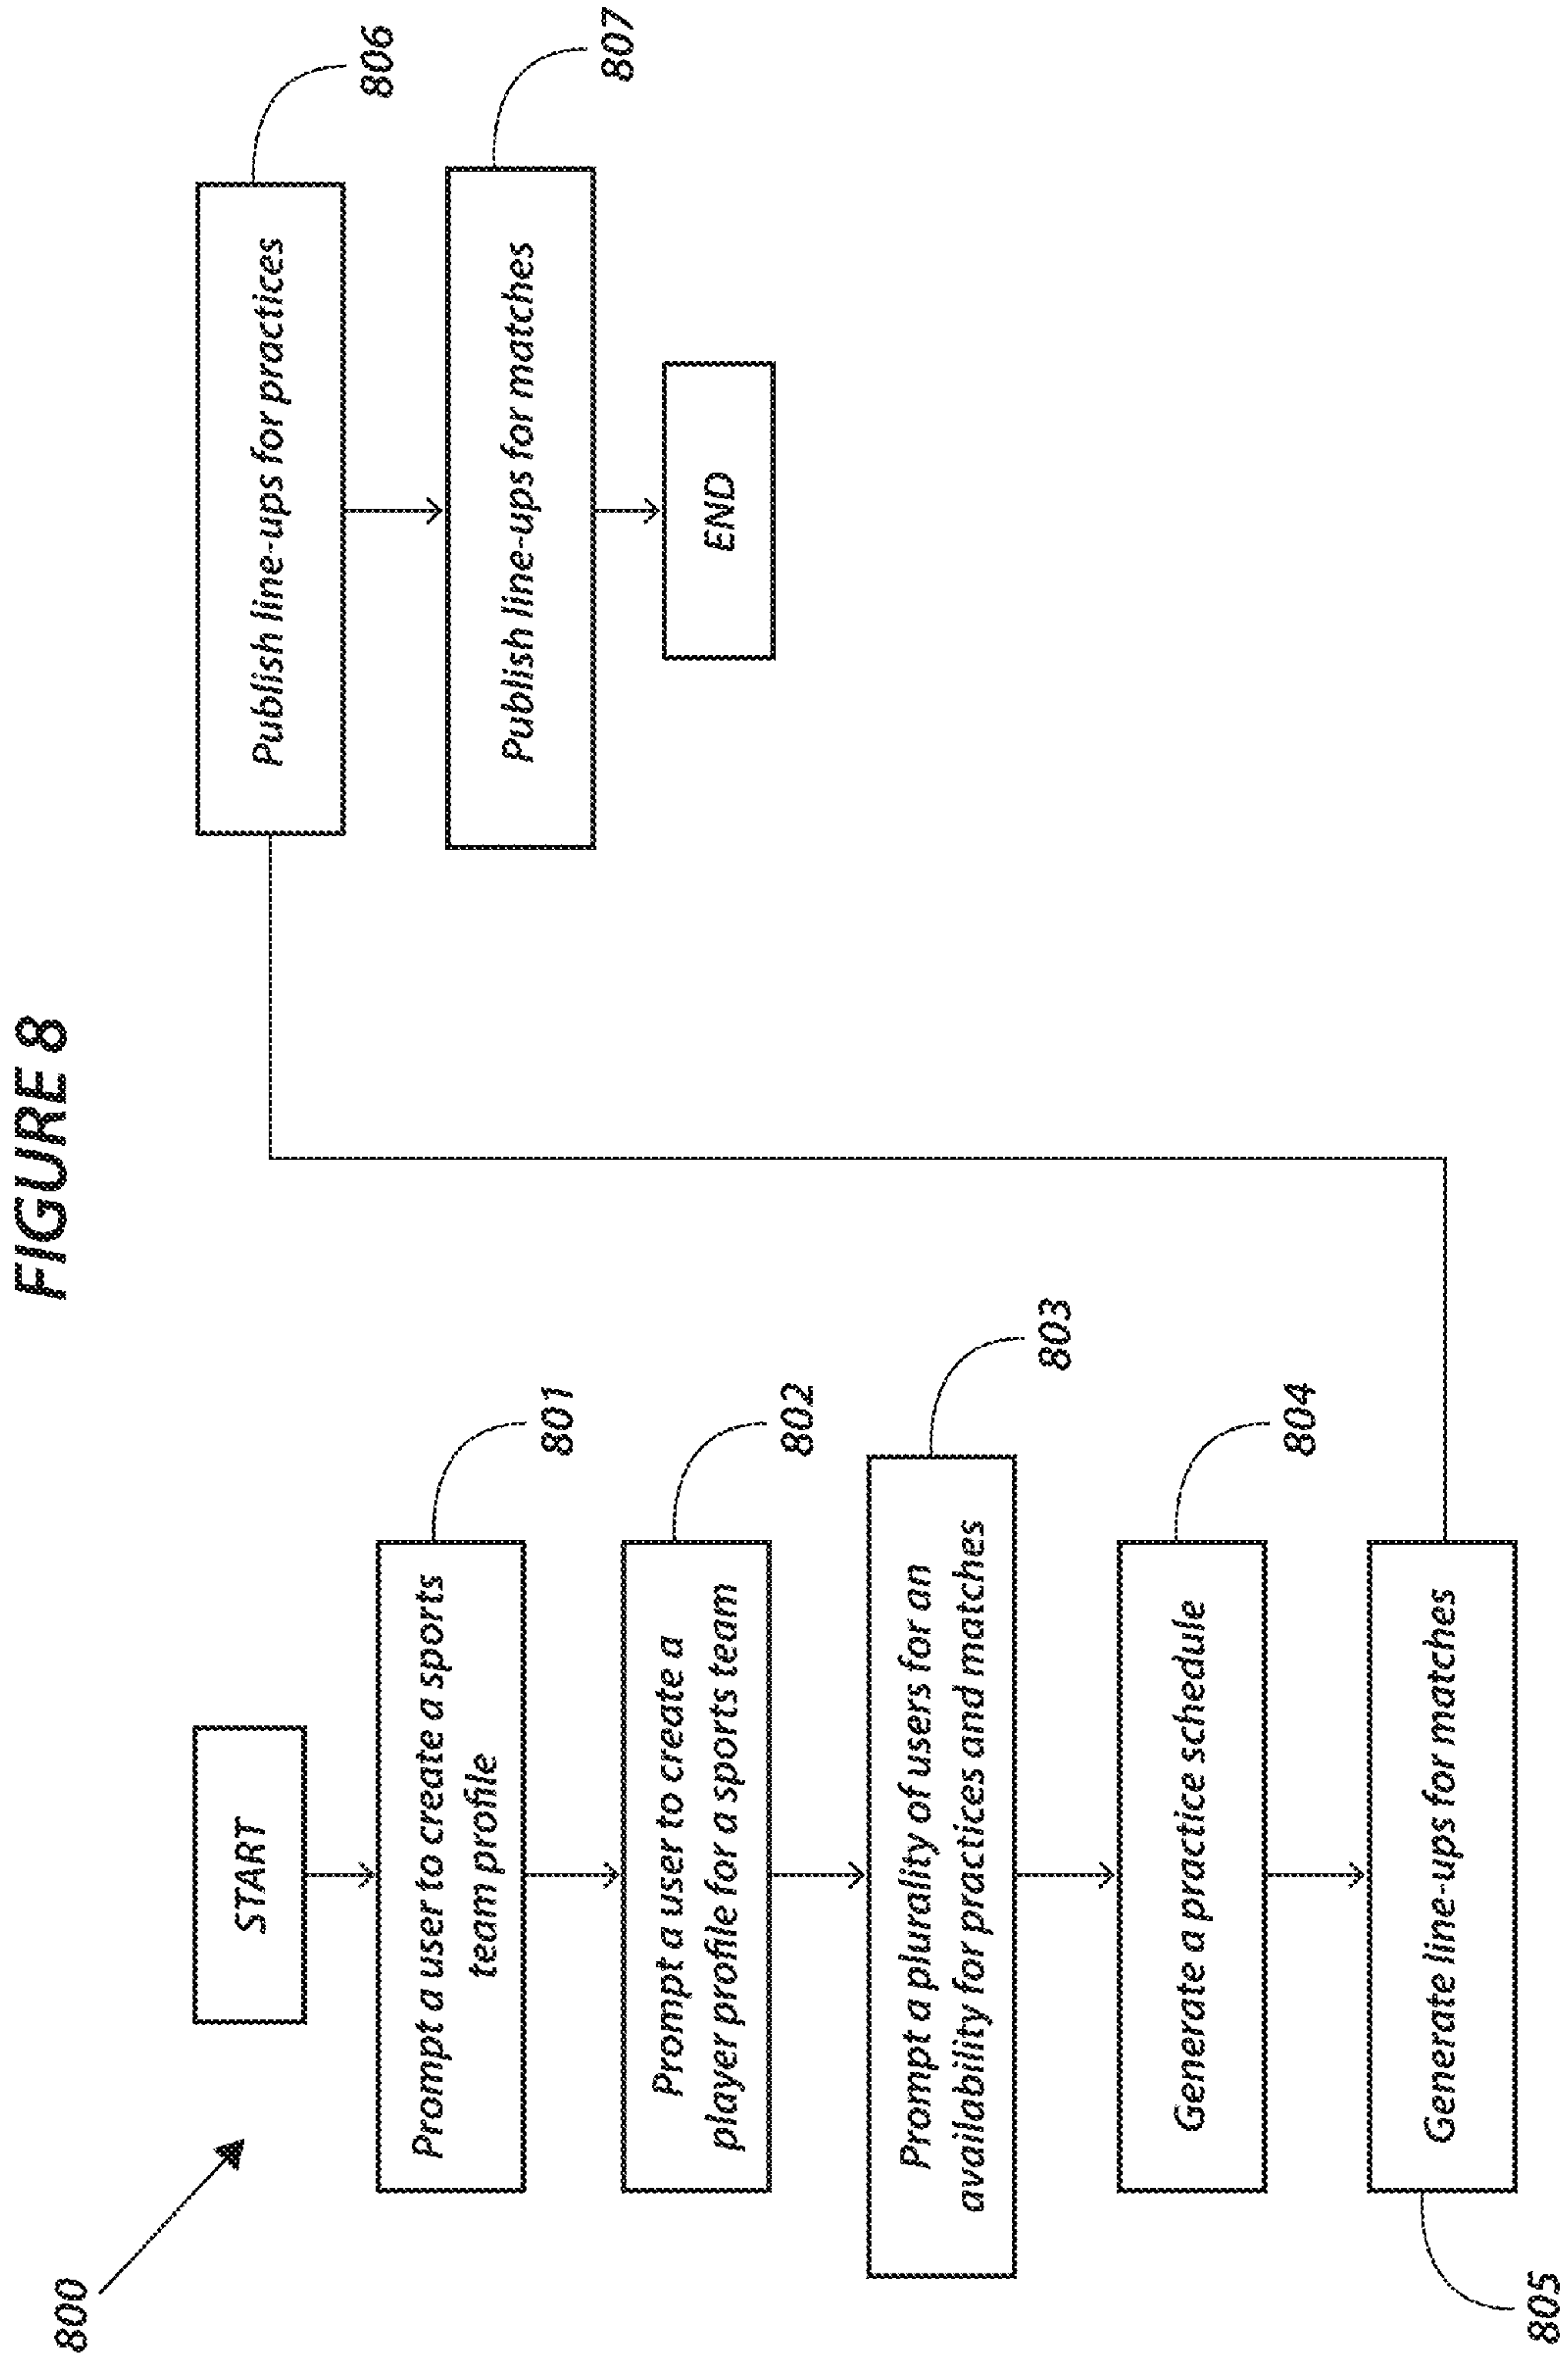 FIGURE 8
800
START
Prompt a user to create a sports
team profile
801
Prompt a user to create a
player profile for a sports team
802
Prompt a plurality of users for an
availability for practices and matches
803
Generate a practice schedule
804
Generate line-ups for matches
805
Publish line-ups for practices
806
Publish line-ups for matches
807
END